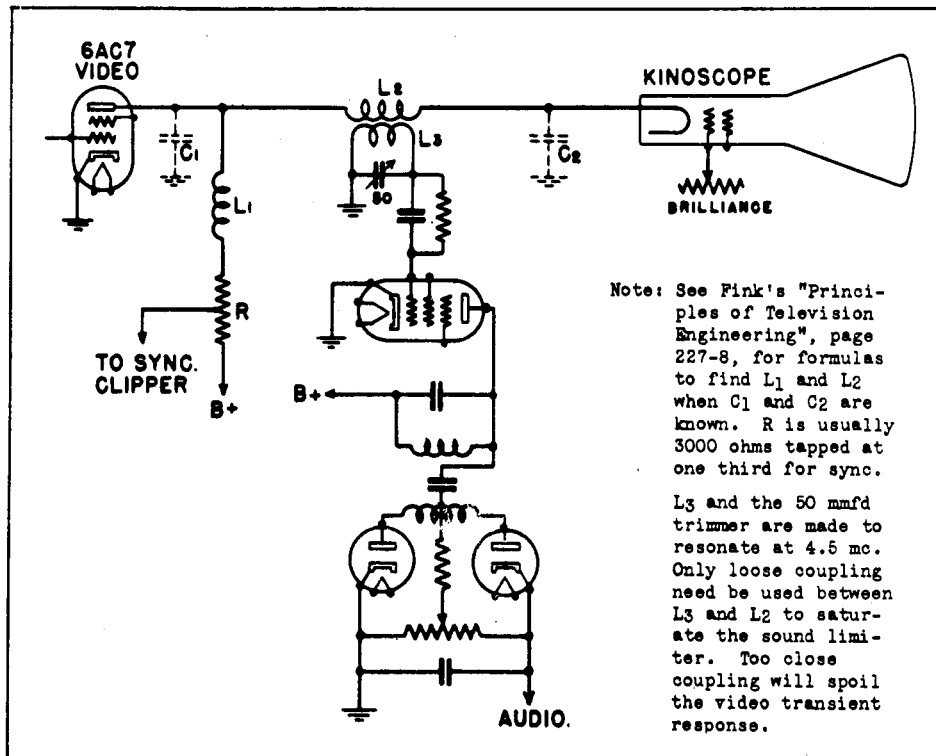 6AC7
VIDEO
L2
KINOSCOPE
C1
L3
C2
50
BRILLIANCE
L1
R
TO SYNC.
CLIPPER
B+
B+
AUDIO.
Note: See Fink's "Princi-
ples of Television
Engineering", page
227-8, for formulas
to find L1 and L2
when C1 and C2 are
known. R is usually
3000 ohms tapped at
one third for sync.
L3 and the 50 mmfd
trimmer are made to
resonate at 4.5 mc.
Only loose coupling
need be used between
L3 and L2 to satur-
ate the sound limi-
ter. Too close
coupling will spoil
the video transient
response.